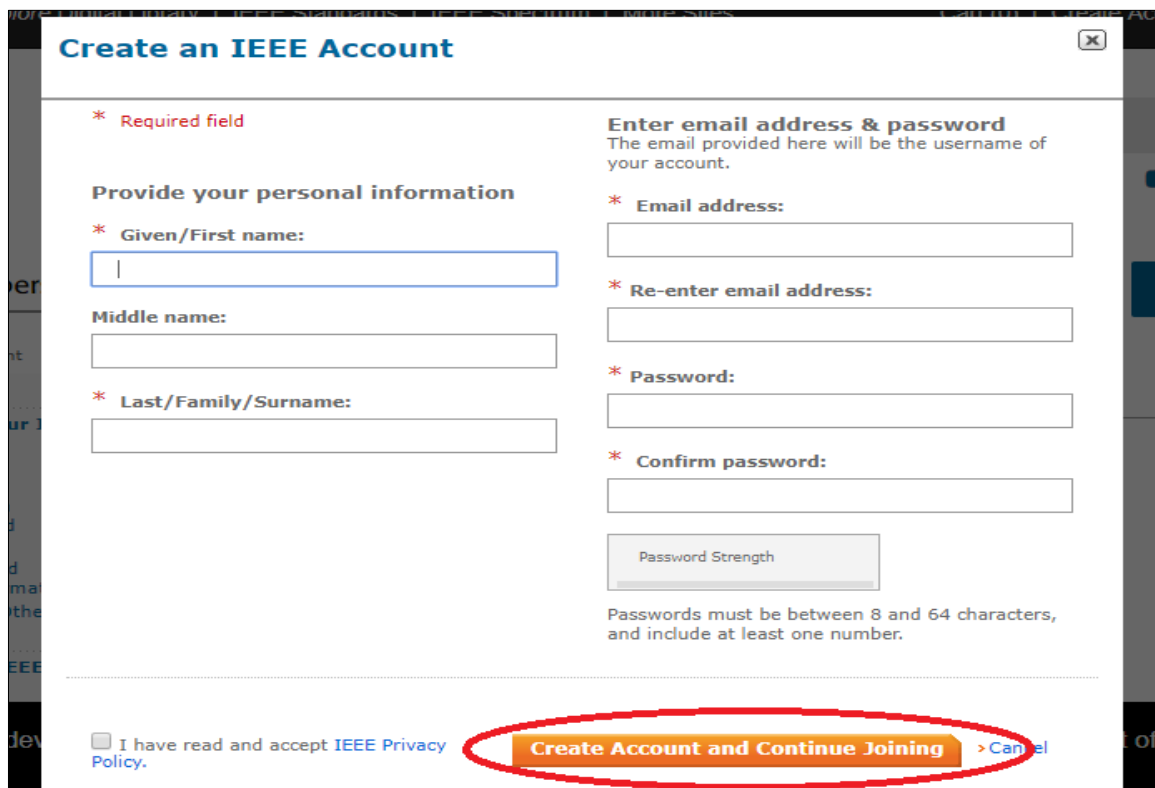 Create an IEEE Account
* Required field
Provide your personal information
* Given/First name:
Middle name:
* Last/Family/Surname:
Enter email address & password
The email provided here will be the username of
your account.
* Email address:
* Re-enter email address:
* Password:
* Confirm password:
Password Strength
Passwords must be between 8 and 64 characters,
and include at least one number.
I have read and accept IEEE Privacy
Policy.
Create Account and Continue Joining
> Cancel